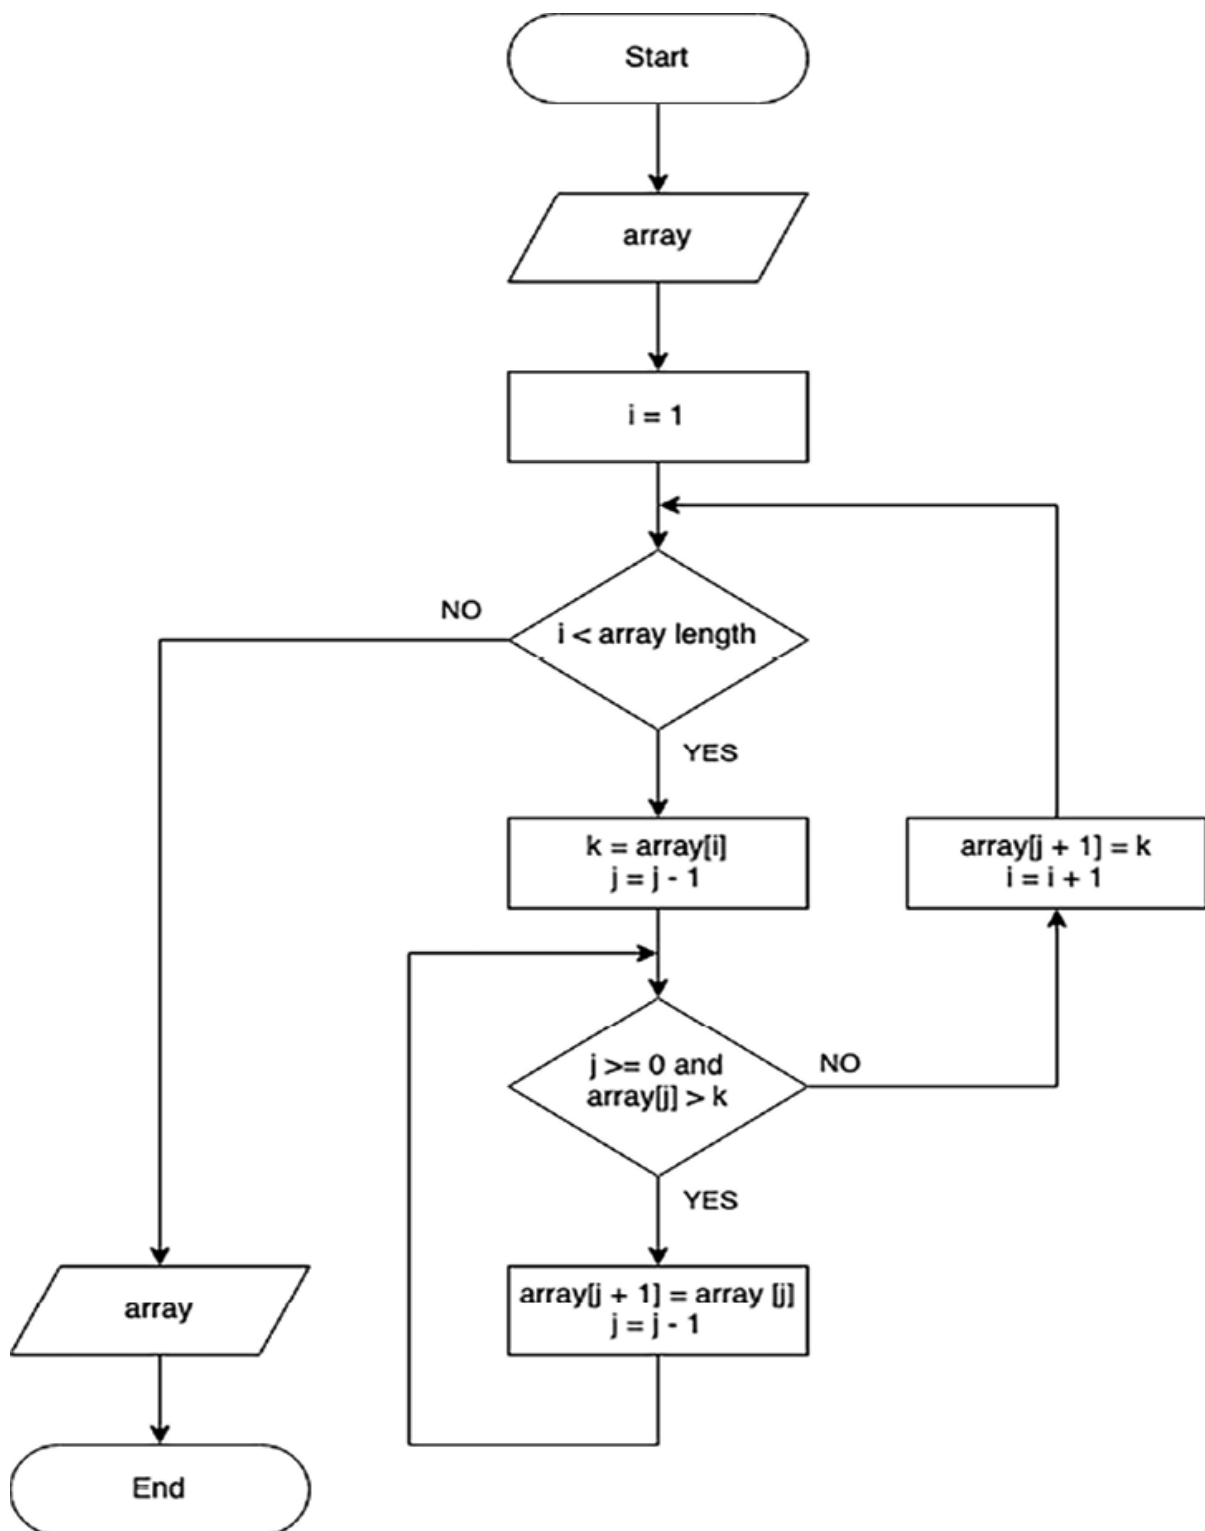 Start
array
i = 1
i < array length
NO
YES
k = array[i]
j = j - 1
array[j + 1] = k
i = i + 1
j >= 0 and
array[j] > k
NO
YES
array[j + 1] = array [j]
j = j - 1
array
End